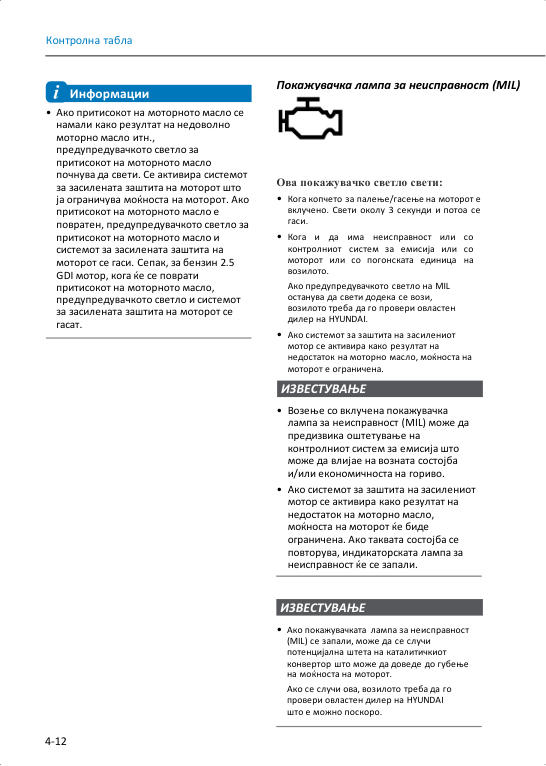 Контролна табла
i Информации
• Ако притисокот на моторното масло се
намали како резултат на недоволно
моторно масло итн.,
предупредувачкото светло за
притисокот на моторното масло
почнува да свети. Се активира системот
за засилената заштита на моторот што
ја ограничува моќноста на моторот. Ако
притисокот на моторното масло е
повратен, предупредувачкото светло за
притисокот на моторното масло и
системот за засилената заштита на
моторот се гаси. Сепак, за бензин 2.5
GDI мотор, кога ќе се поврати
притисокот на моторното масло,
предупредувачкото светло и системот
за засилената заштита на моторот се
гасат.
Покажувачка лампа за неисправност (MIL)
Ова покажувачко светло свети:
• Кога копчето за палење/гасење на моторот е
вклучено. Свети околу 3 секунди и потоа се
гаси.
• Кога и да има неисправност или со
контролниот систем за емисија или со
моторот или со погонската единица на
возилото.
Ако предупредувачкото светло на MIL
останува да свети додека се вози,
возилото треба да го провери овластен
дилер на HYUNDAI.
• Ако системот за заштита на засилениот
мотор се активира како резултат на
недостаток на моторно масло, моќноста на
моторот е ограничена.
ИЗВЕСТУВАЊЕ
• Возење со вклучена покажувачка
лампа за неисправност (MIL) може да
предизвика оштетување на
контролниот систем за емисија што
може да влијае на возната состојба
и/или економичноста на гориво.
• Ако системот за заштита на засилениот
мотор се активира како резултат на
недостаток на моторно масло,
моќноста на моторот ќе биде
ограничена. Ако таквата состојба се
повторува, индикаторската лампа за
неисправност ќе се запали.
ИЗВЕСТУВАЊЕ
• Ако покажувачката лампа за неисправност
(MIL) се запали, може да се случи
потенцијална штета на каталитичкиот
конвертор што може да доведе до губење
на моќноста на моторот.
Ако се случи ова, возилото треба да го
провери овластен дилер на HYUNDAI
што е можно поскоро.
4-12